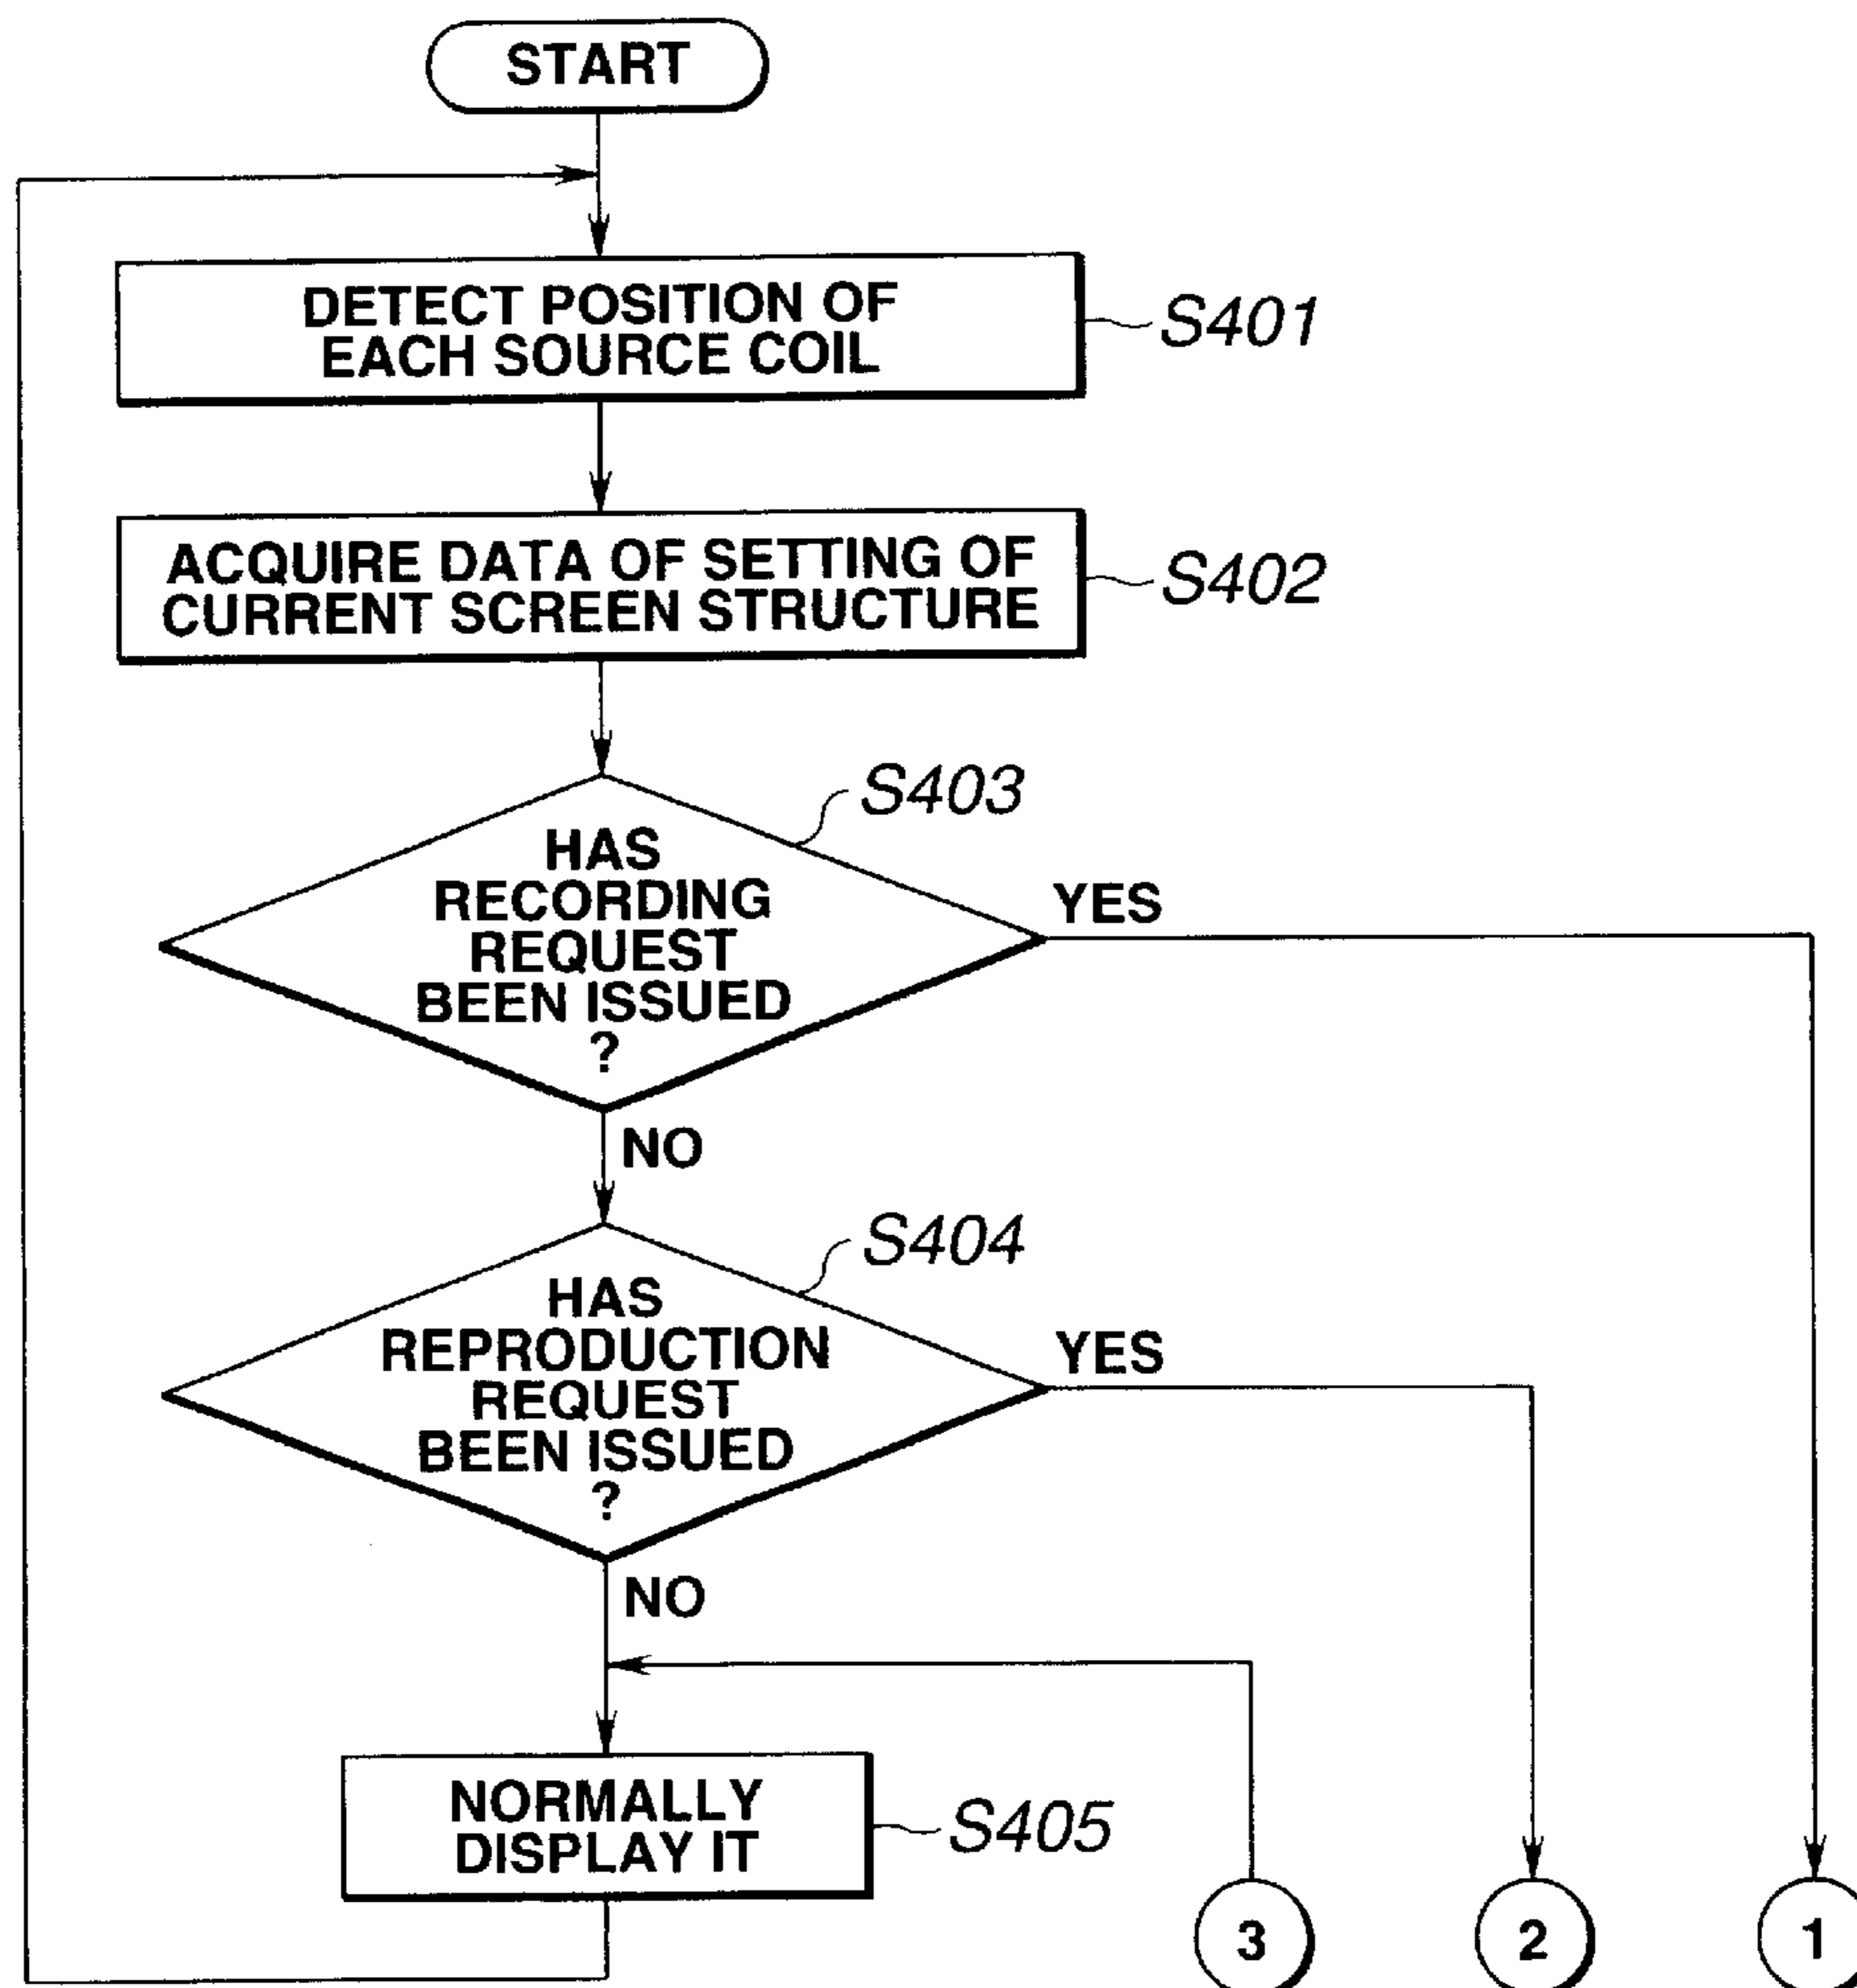 START
DETECT POSITION OF
EACH SOURCE COIL
S401
ACQUIRE DATA OF SETTING OF
CURRENT SCREEN STRUCTURE
S402
S403
HAS
RECORDING
REQUEST
BEEN ISSUED
?
YES
NO
S404
HAS
REPRODUCTION
REQUEST
BEEN ISSUED
?
YES
NO
NORMALLY
DISPLAY IT
S405
3
2
1